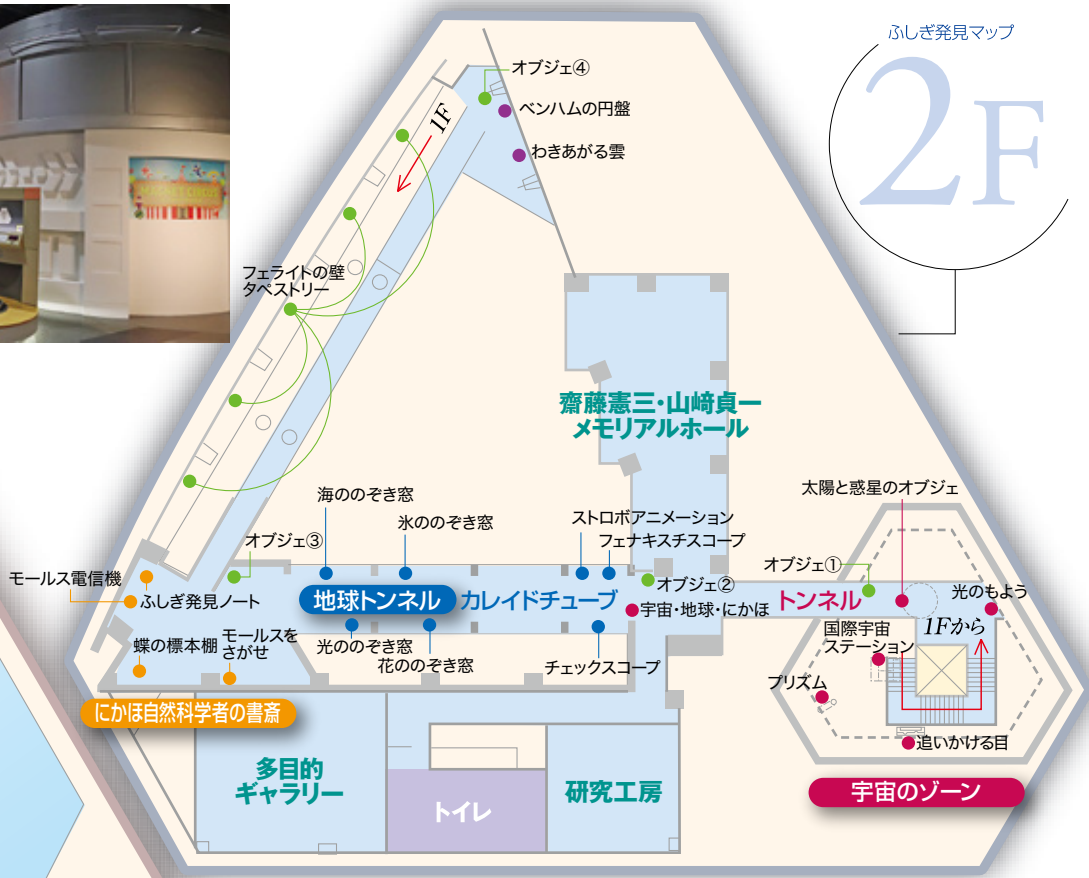 ふしぎ発見マップ
2F
オブジェ④
ベンハムの円盤
わきあがる雲
1F
フェライトの壁
タペストリー
齋藤憲三・山﨑貞一
メモリアルホール
太陽と惑星のオブジェ
海ののぞき窓
氷ののぞき窓
ストロボアニメーション
フェナキスチスコープ
オブジェ③
オブジェ①
オブジェ②
モールス電信機
ふしぎ発見ノート
地球トンネル
カレイドチューブ
宇宙・地球・にかほ
トンネル
光のもよう
1Fから
国際宇宙
ステーション
蝶の標本棚
モールスを
さがせ
光ののぞき窓
花ののぞき窓
チェックスコープ
プリズム
追いかける目
にかほ自然科学者の書斎
宇宙のゾーン
多目的
ギャラリー
トイレ
研究工房